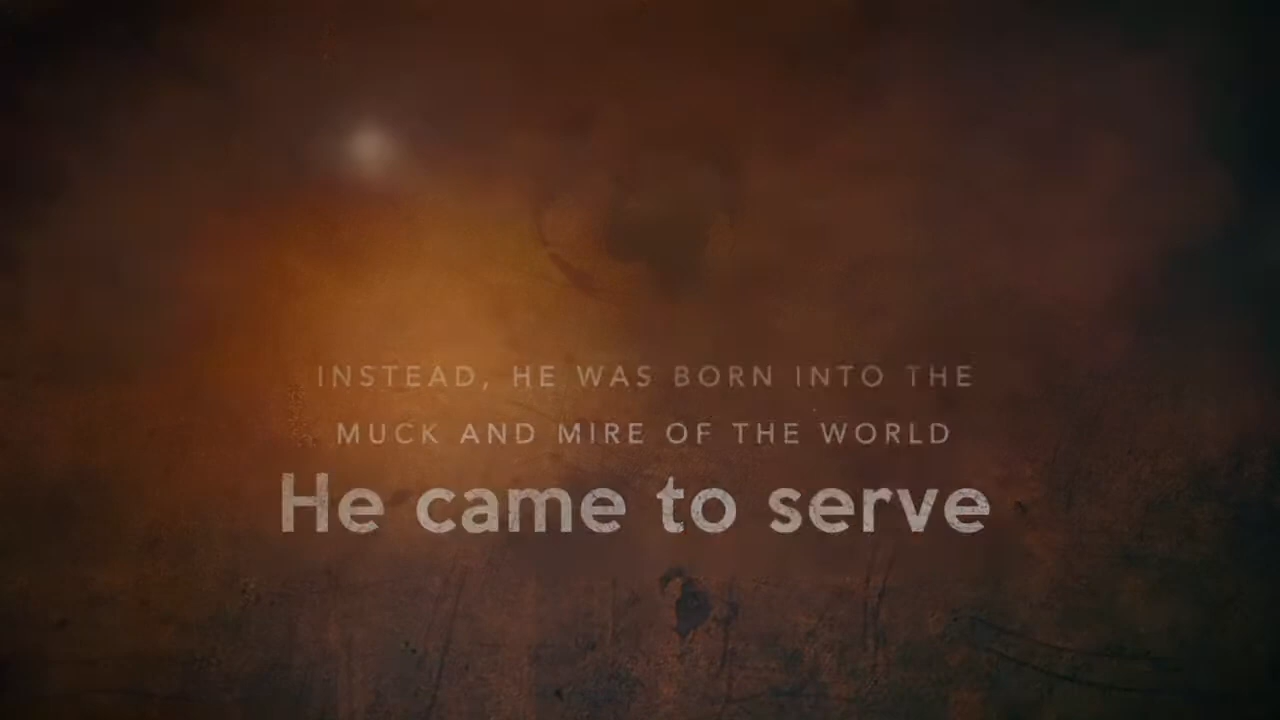 INSTEAD, HE WAS BORN INTO THE
MUCK AND MIRE OF THE WORLD
He came to serve